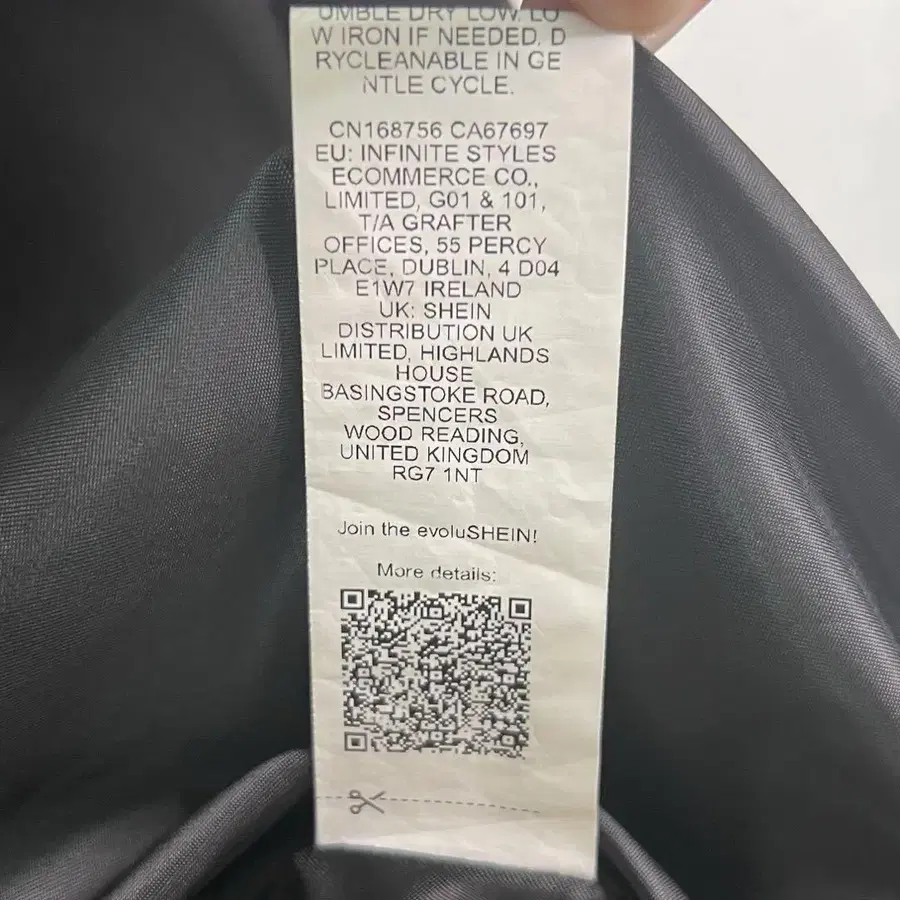 UMBLE DRY LOW. LO
W IRON IF NEEDED. D
RYCLEANABLE IN GE
NTLE CYCLE.
CN168756 CA67697
EU: INFINITE STYLES
ECOMMERCE CO.,
LIMITED, G01 & 101,
T/A GRAFTER
OFFICES, 55 PERCY
PLACE, DUBLIN, 4 D04
E1W7 IRELAND
UK: SHEIN
DISTRIBUTION UK
LIMITED, HIGHLANDS
HOUSE
BASINGSTOKE ROAD,
SPENCERS
WOOD READING,
UNITED KINGDOM
RG7 1NT
Join the evoluSHEIN!
More details: